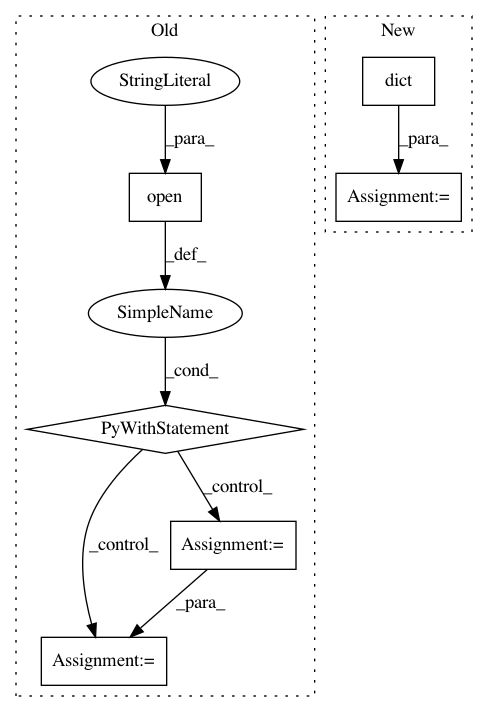 Old
New
StringLiteral
dict
_para_
_para_
open
Assignment:=
_def_
SimpleName
_cond_
PyWithStatement
_control_
_control_
Assignment:=
_para_
Assignment:=